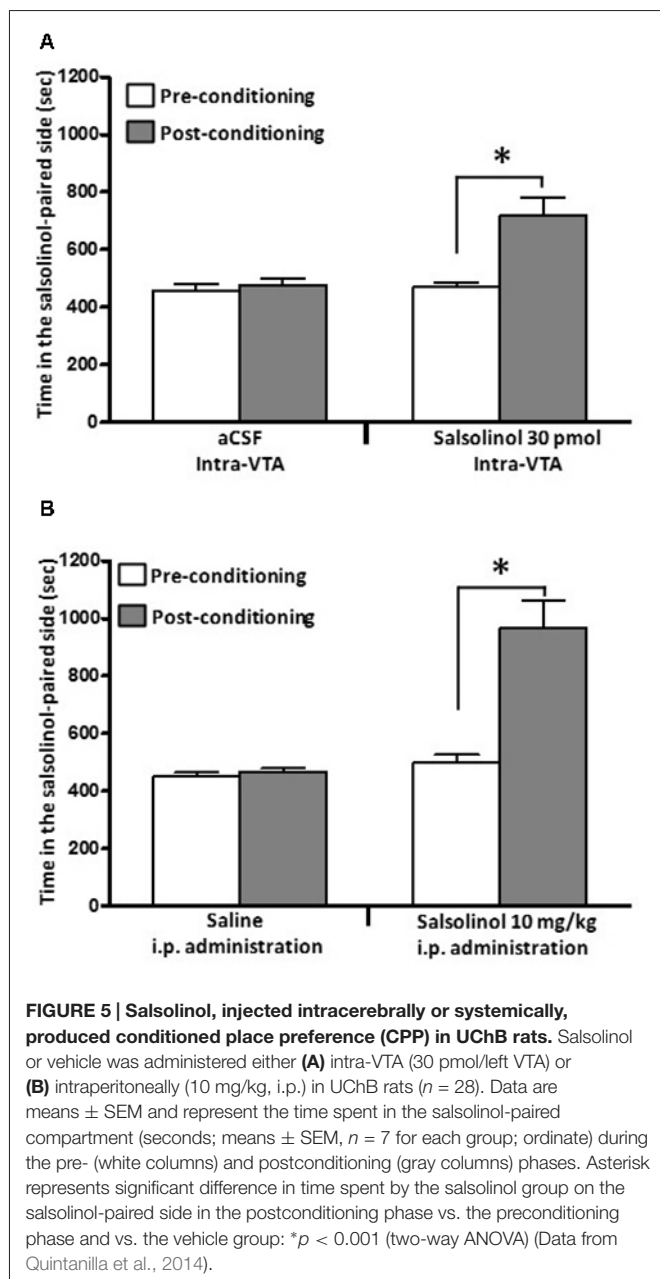 A
Time in the salsolinol-paired side (sec)
1200
1000
800
600
400
200
0
Pre-conditioning
Post-conditioning
*
aCSF
Intra-VTA
Salsolinol 30 pmol
Intra-VTA
B
Time in the salsolinol-paired side (sec)
1200
1000
800
600
400
200
0
Pre-conditioning
Post-conditioning
*
Saline
i.p. administration
Salsolinol 10 mg/kg
i.p. administration
FIGURE 5 | Salsolinol, injected intracerebrally or systemically,
produced conditioned place preference (CPP) in UChB rats. Salsolinol
or vehicle was administered either (A) intra-VTA (30 pmol/left VTA) or
(B) intraperitoneally (10 mg/kg, i.p.) in UChB rats (n = 28). Data are
means ± SEM and represent the time spent in the salsolinol-paired
compartment (seconds; means ± SEM, n = 7 for each group; ordinate) during
the pre- (white columns) and postconditioning (gray columns) phases. Asterisk
represents significant difference in time spent by the salsolinol group on the
salsolinol-paired side in the postconditioning phase vs. the preconditioning
phase and vs. the vehicle group: *p < 0.001 (two-way ANOVA) (Data from
Quintanilla et al., 2014).